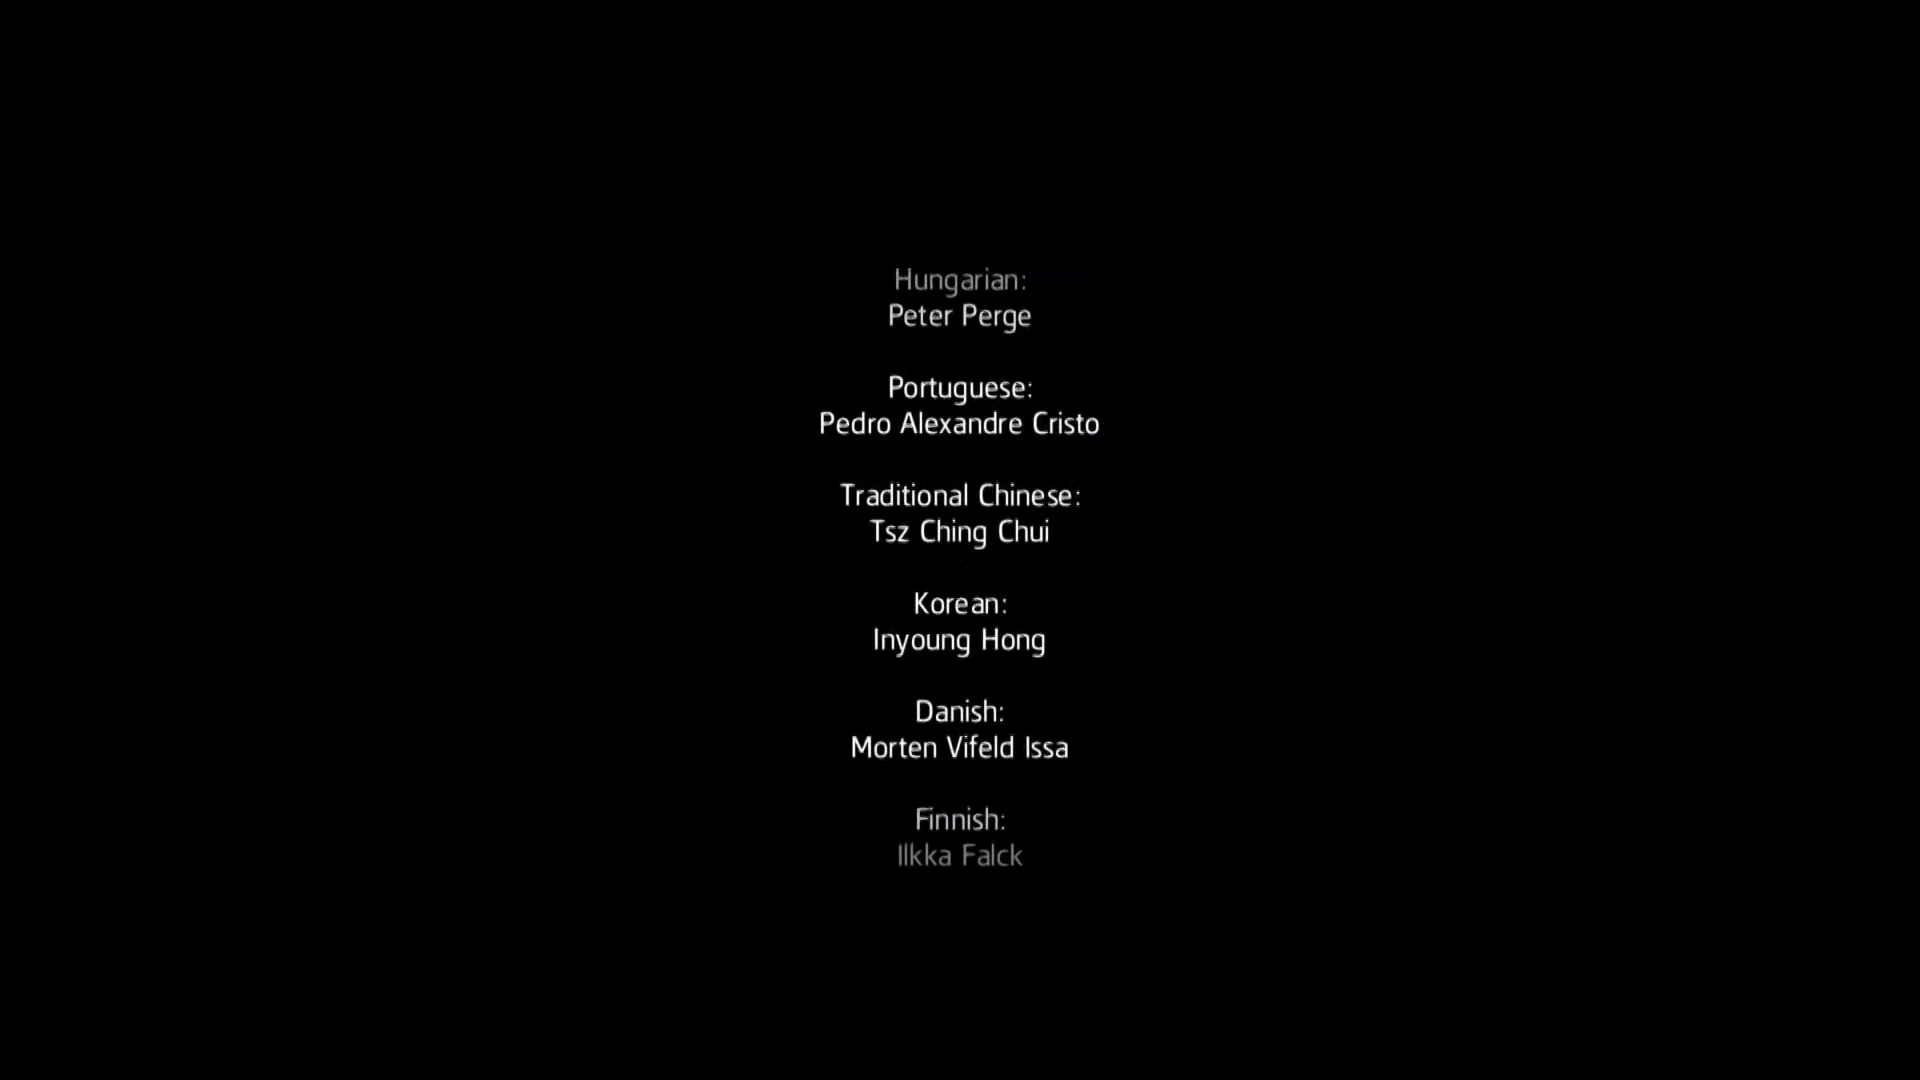 Hungarian:
Peter Perge
Portuguese:
Pedro Alexandre Cristo
Traditional Chinese:
Tsz Ching Chui
Korean:
Inyoung Hong
Danish:
Morten Vifeld Issa
Finnish:
Ilkka Falck